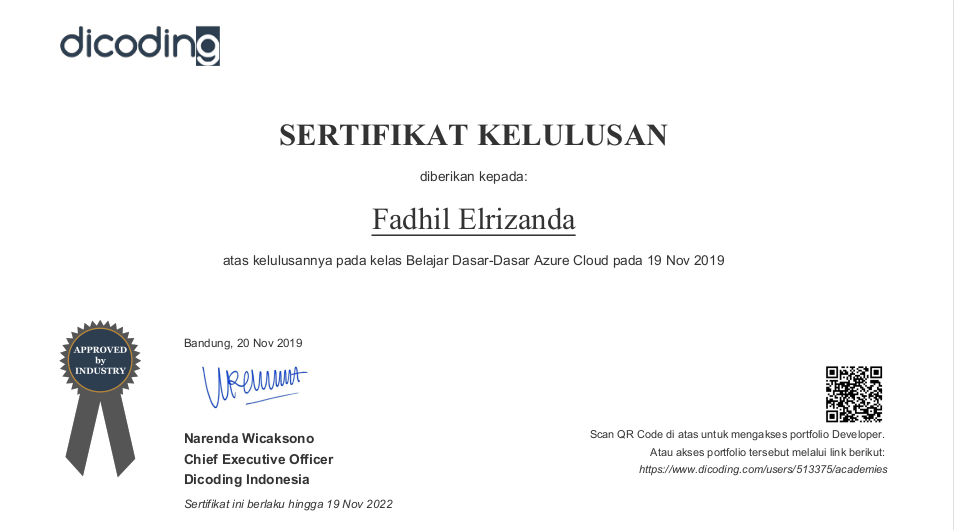 dicoding
SERTIFIKAT KELULUSAN
diberikan kepada:
Fadhil Elrizanda
atas kelulusannya pada kelas Belajar Dasar-Dasar Azure Cloud pada 19 Nov 2019
APPROVED
by
INDUSTRY
Bandung, 20 Nov 2019
Narenda Wicaksono
Chief Executive Officer
Dicoding Indonesia
Sertifikat ini berlaku hingga 19 Nov 2022
Scan QR Code di atas untuk mengakses portfolio Developer.
Atau akses portfolio tersebut melalui link berikut:
https://www.dicoding.com/users/513375/academies